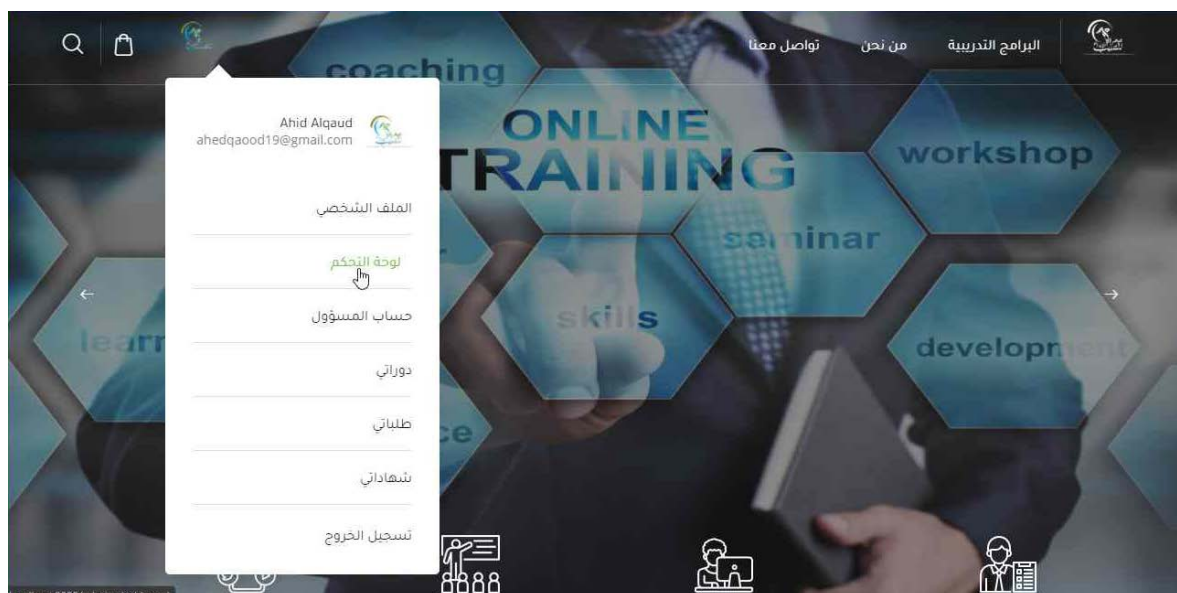 البرامج التدريبية
من نحن
تواصل معنا
Ahid Alqaud
ahedqaood19@gmail.com
الملف الشخصي
لوحة التحكم
حساب المسؤول
دوراتي
طلباتي
شهاداتي
تسجيل الخروج
coaching
ONLINE
TRAINING
workshop
seminar
skills
development